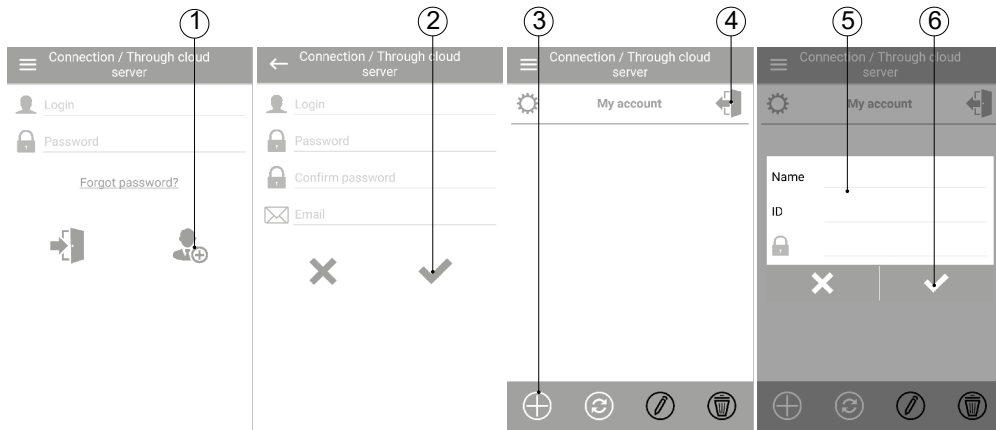 1
2
3
4
5
6
Connection / Through cloud
server
Login
Password
Forgot password?
Connection / Through cloud
server
Login
Password
Confirm password
Email
Connection / Through cloud
server
My account
Connection / Through cloud
server
My account
Name
ID